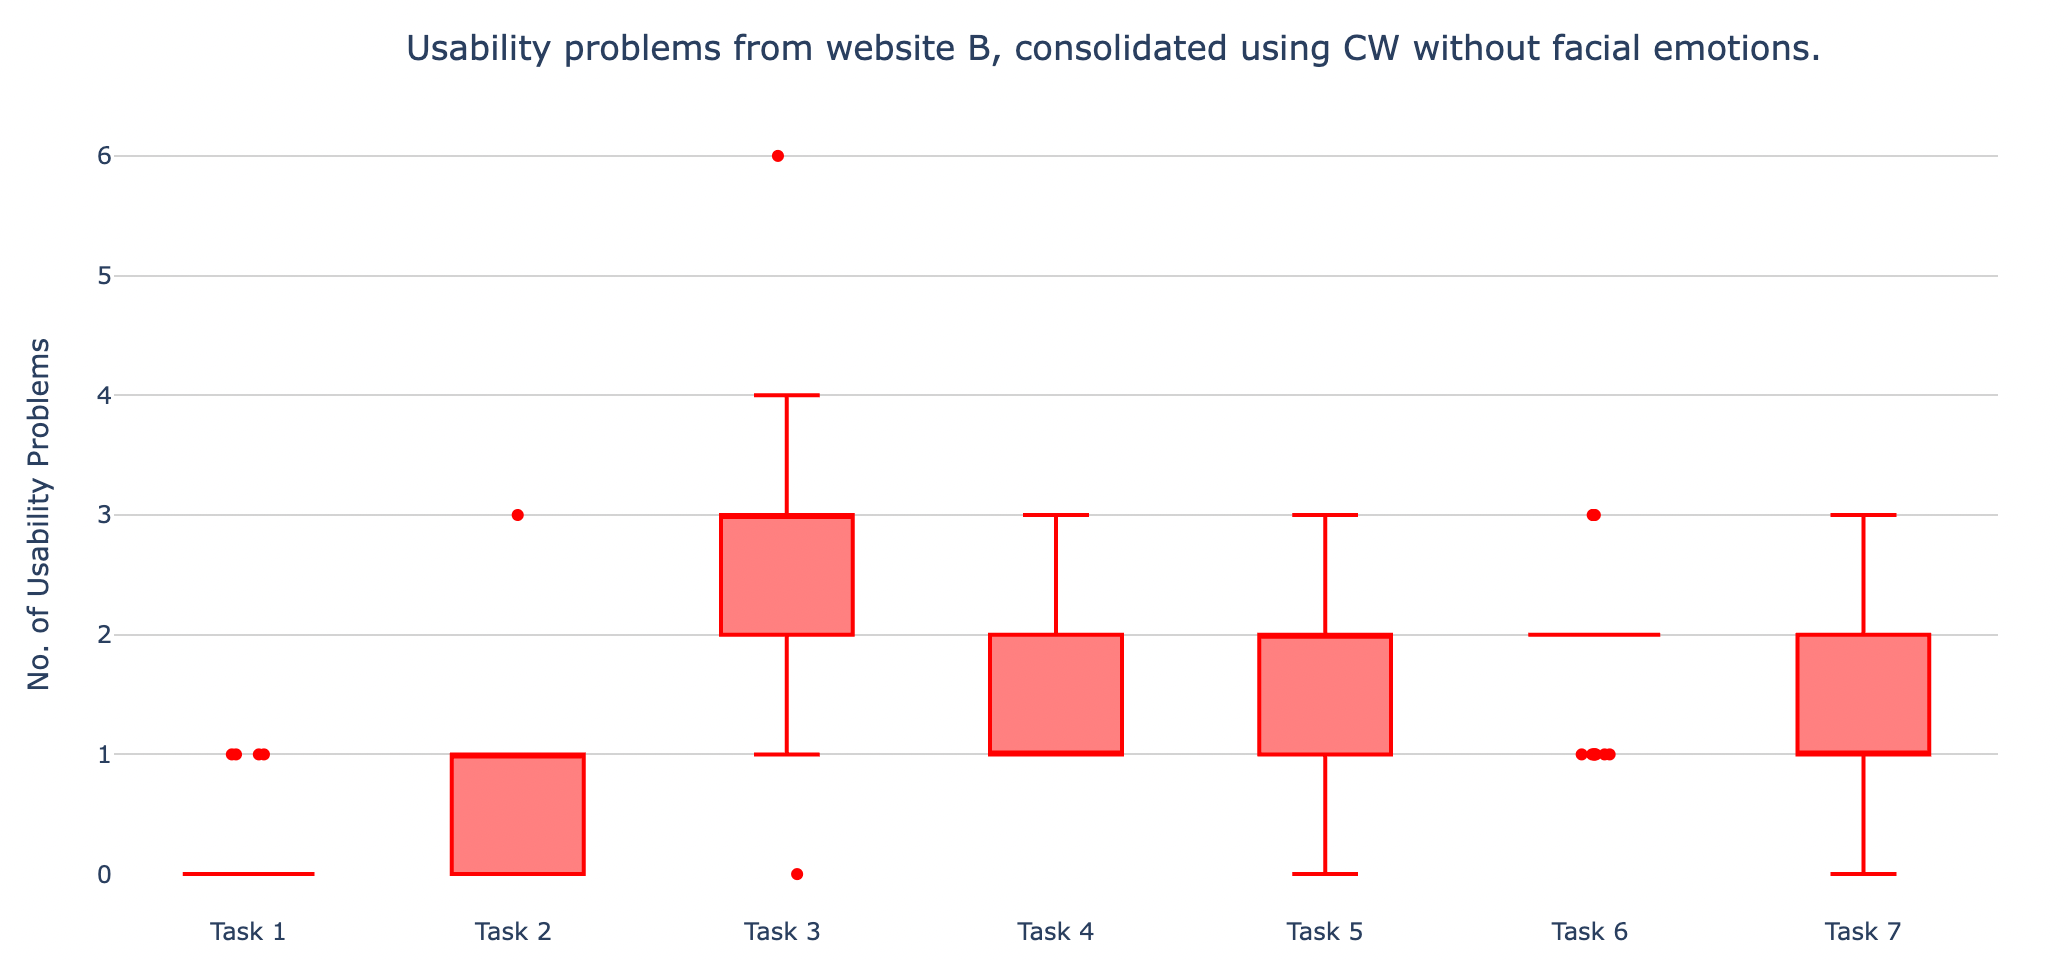 Usability problems from website B, consolidated using CW without facial emotions.
No. of Usability Problems
6
5
4
3
2
1
0
Task 1 Task 2 Task 3 Task 4 Task 5 Task 6 Task 7